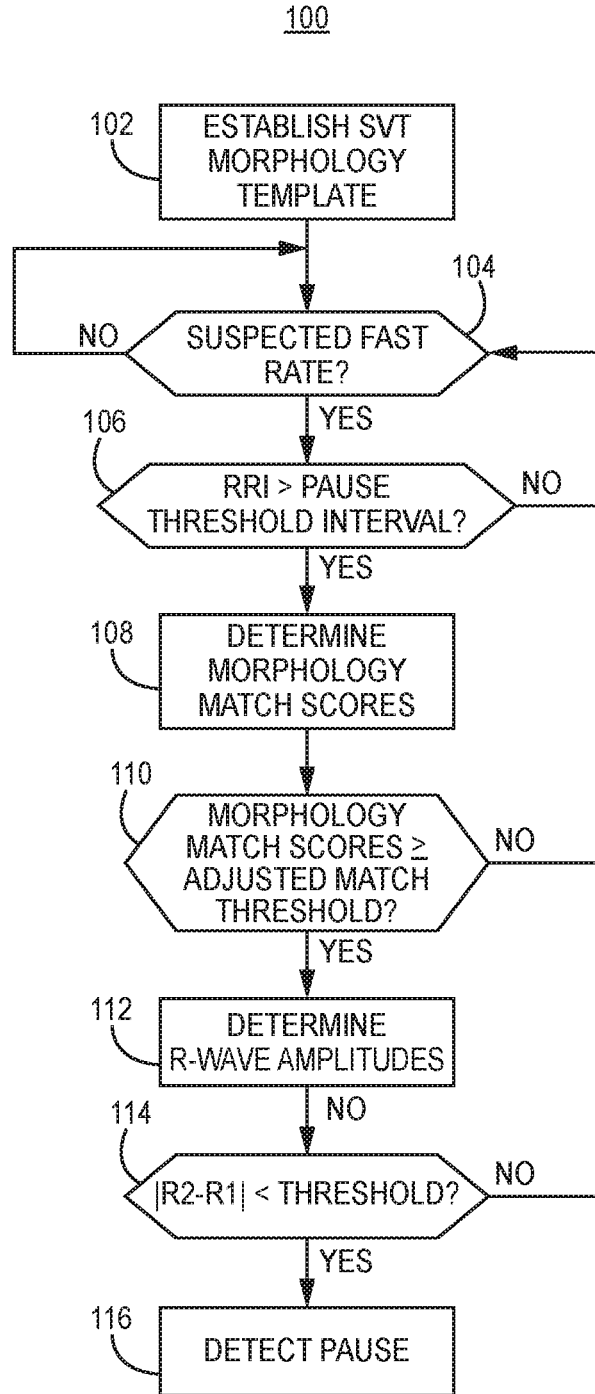 100
102
ESTABLISH SVT
MORPHOLOGY
TEMPLATE
104
NO
SUSPECTED FAST
RATE?
YES
106
RRI > PAUSE
THRESHOLD INTERVAL?
NO
YES
108
DETERMINE
MORPHOLOGY
MATCH SCORES
110
MORPHOLOGY
MATCH SCORES ≥
ADJUSTED MATCH
THRESHOLD?
NO
YES
112
DETERMINE
R-WAVE AMPLITUDES
NO
114
|R2-R1| < THRESHOLD?
NO
YES
116
DETECT PAUSE